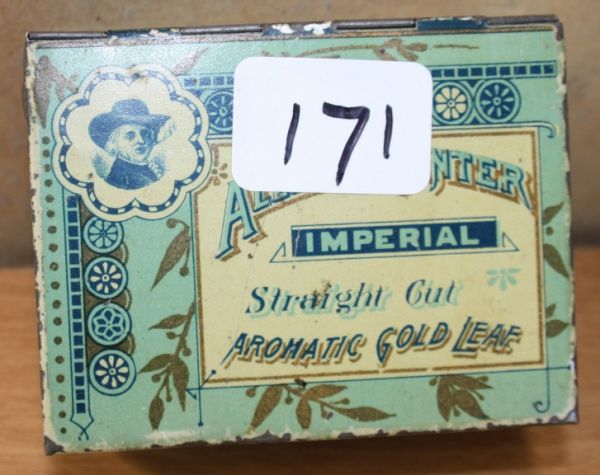 171
IMPERIAL
Straight Cut
AROMATIC GOLD LEAF